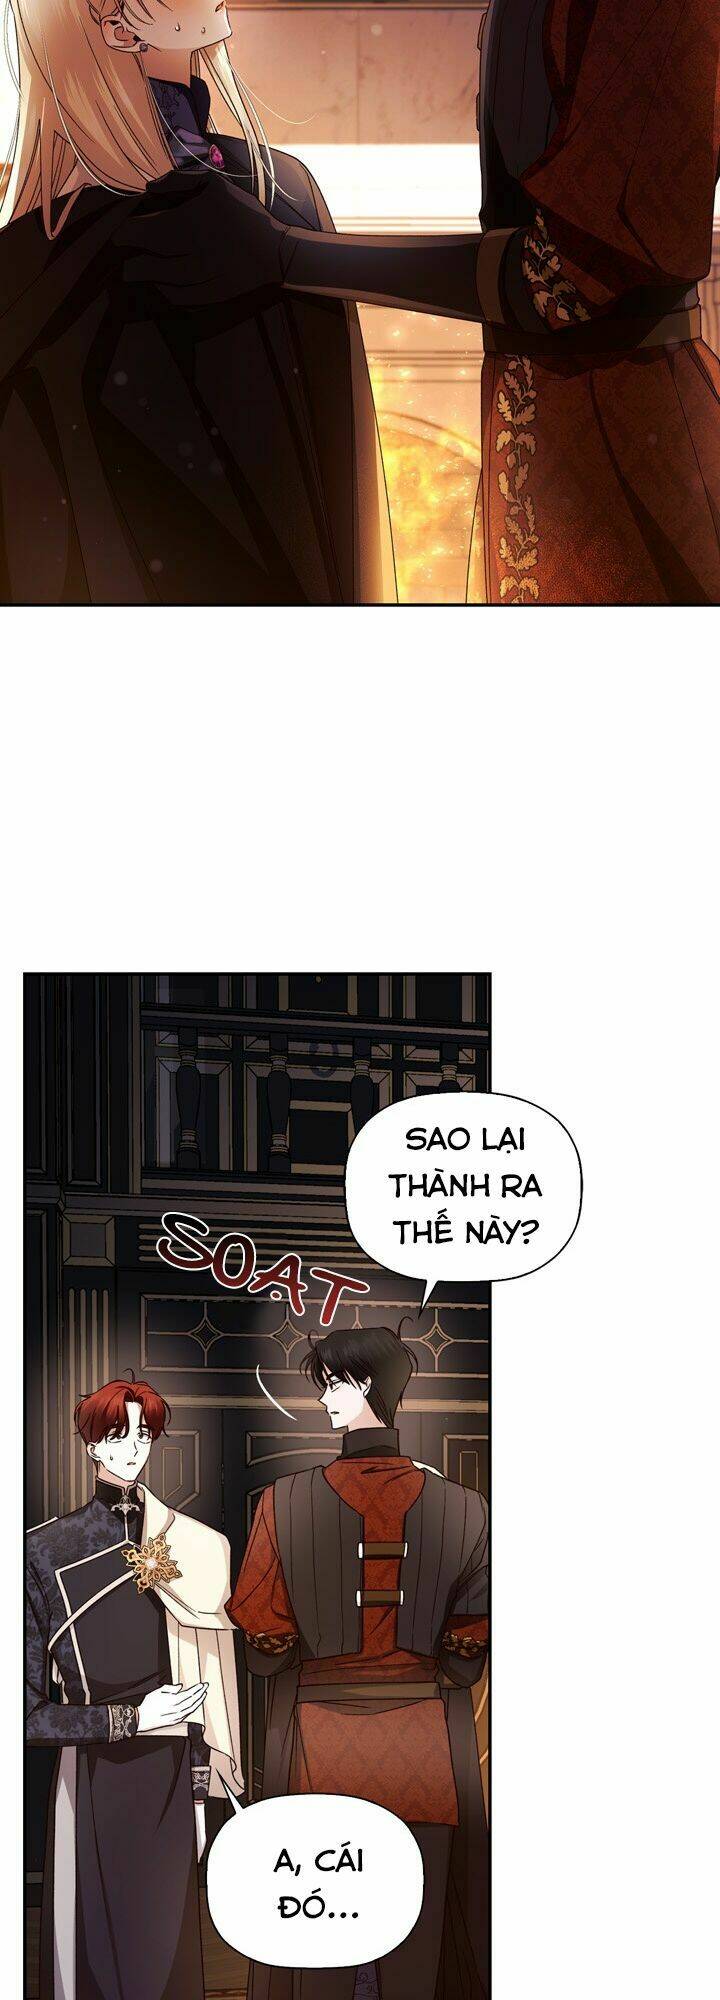 SAO LẠI
THÀNH RA
THẾ NÀY?
SOẠT
A, CÁI
ĐÓ...